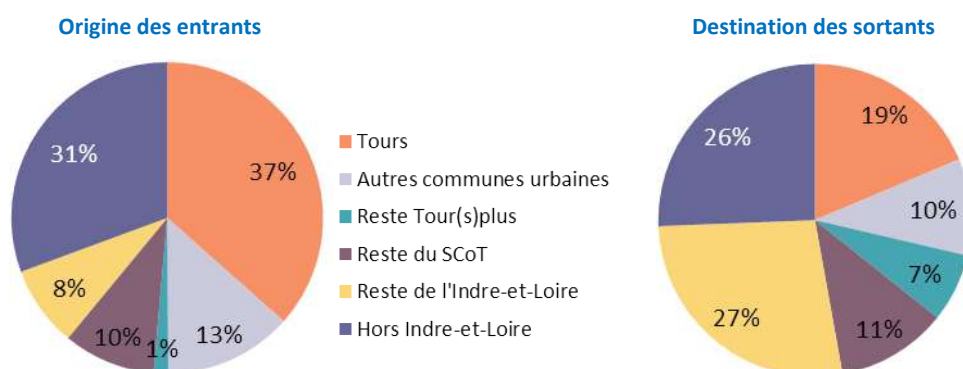 Origine des entrants
Destination des sortants
31%
37%
8%
10%
1%
13%
Tours
Autres communes urbaines
Reste Tour(s)plus
Reste du SCoT
Reste de l'Indre-et-Loire
Hors Indre-et-Loire
26%
19%
10%
7%
11%
27%